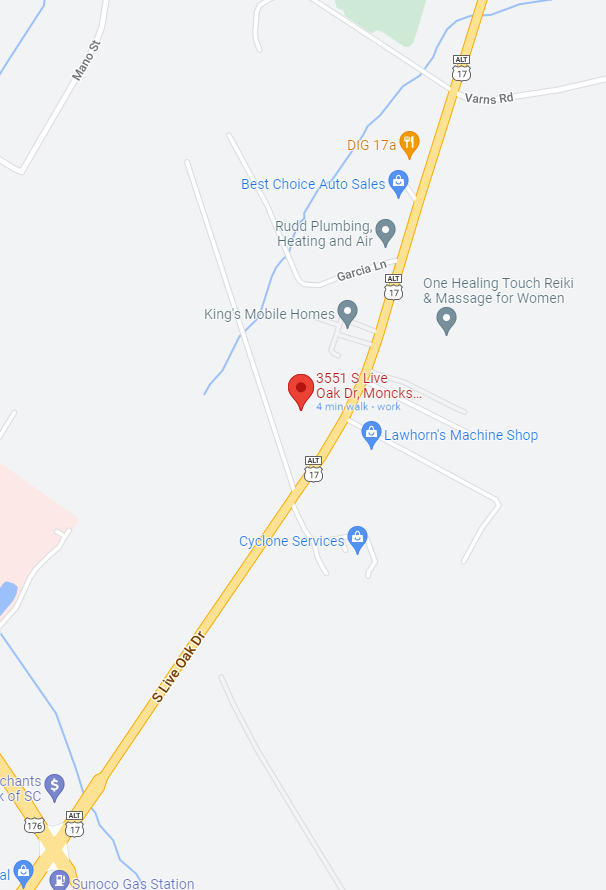 Mano St
ALT
17
Varns Rd
DIG 17a
Best Choice Auto Sales
Rudd Plumbing,
Heating and Air
Garcia Ln
ALT
17
One Healing Touch Reiki
& Massage for Women
King's Mobile Homes
3551 S Live
Oak Dr, Moncks...
4 min walk - work
Lawhorn's Machine Shop
ALT
17
Cyclone Services
S Live Oak Dr
chants
k of SC
$
176
ALT
17
al
Sunoco Gas Station